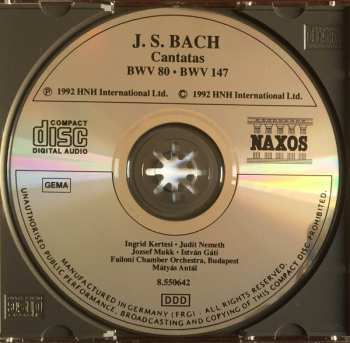 J. S. BACH
Cantatas
BWV 80 · BWV 147
℗ 1992 HNH International Ltd. © 1992 HNH International Ltd.
COMPACT
disc
DIGITAL AUDIO
NAXOS
GEMA
Ingrid Kertesi · Judit Nemeth
Jozsef Mukk · István Gáti
Failoni Chamber Orchestra, Budapest
Mátyás Antál
8.550642
DDD
MANUFACTURED IN GERMANY (FRG). ALL RIGHTS RESERVED.
UNAUTHORISED PUBLIC PERFORMANCE, BROADCASTING AND COPYING OF THIS COMPACT DISC PROHIBITED.